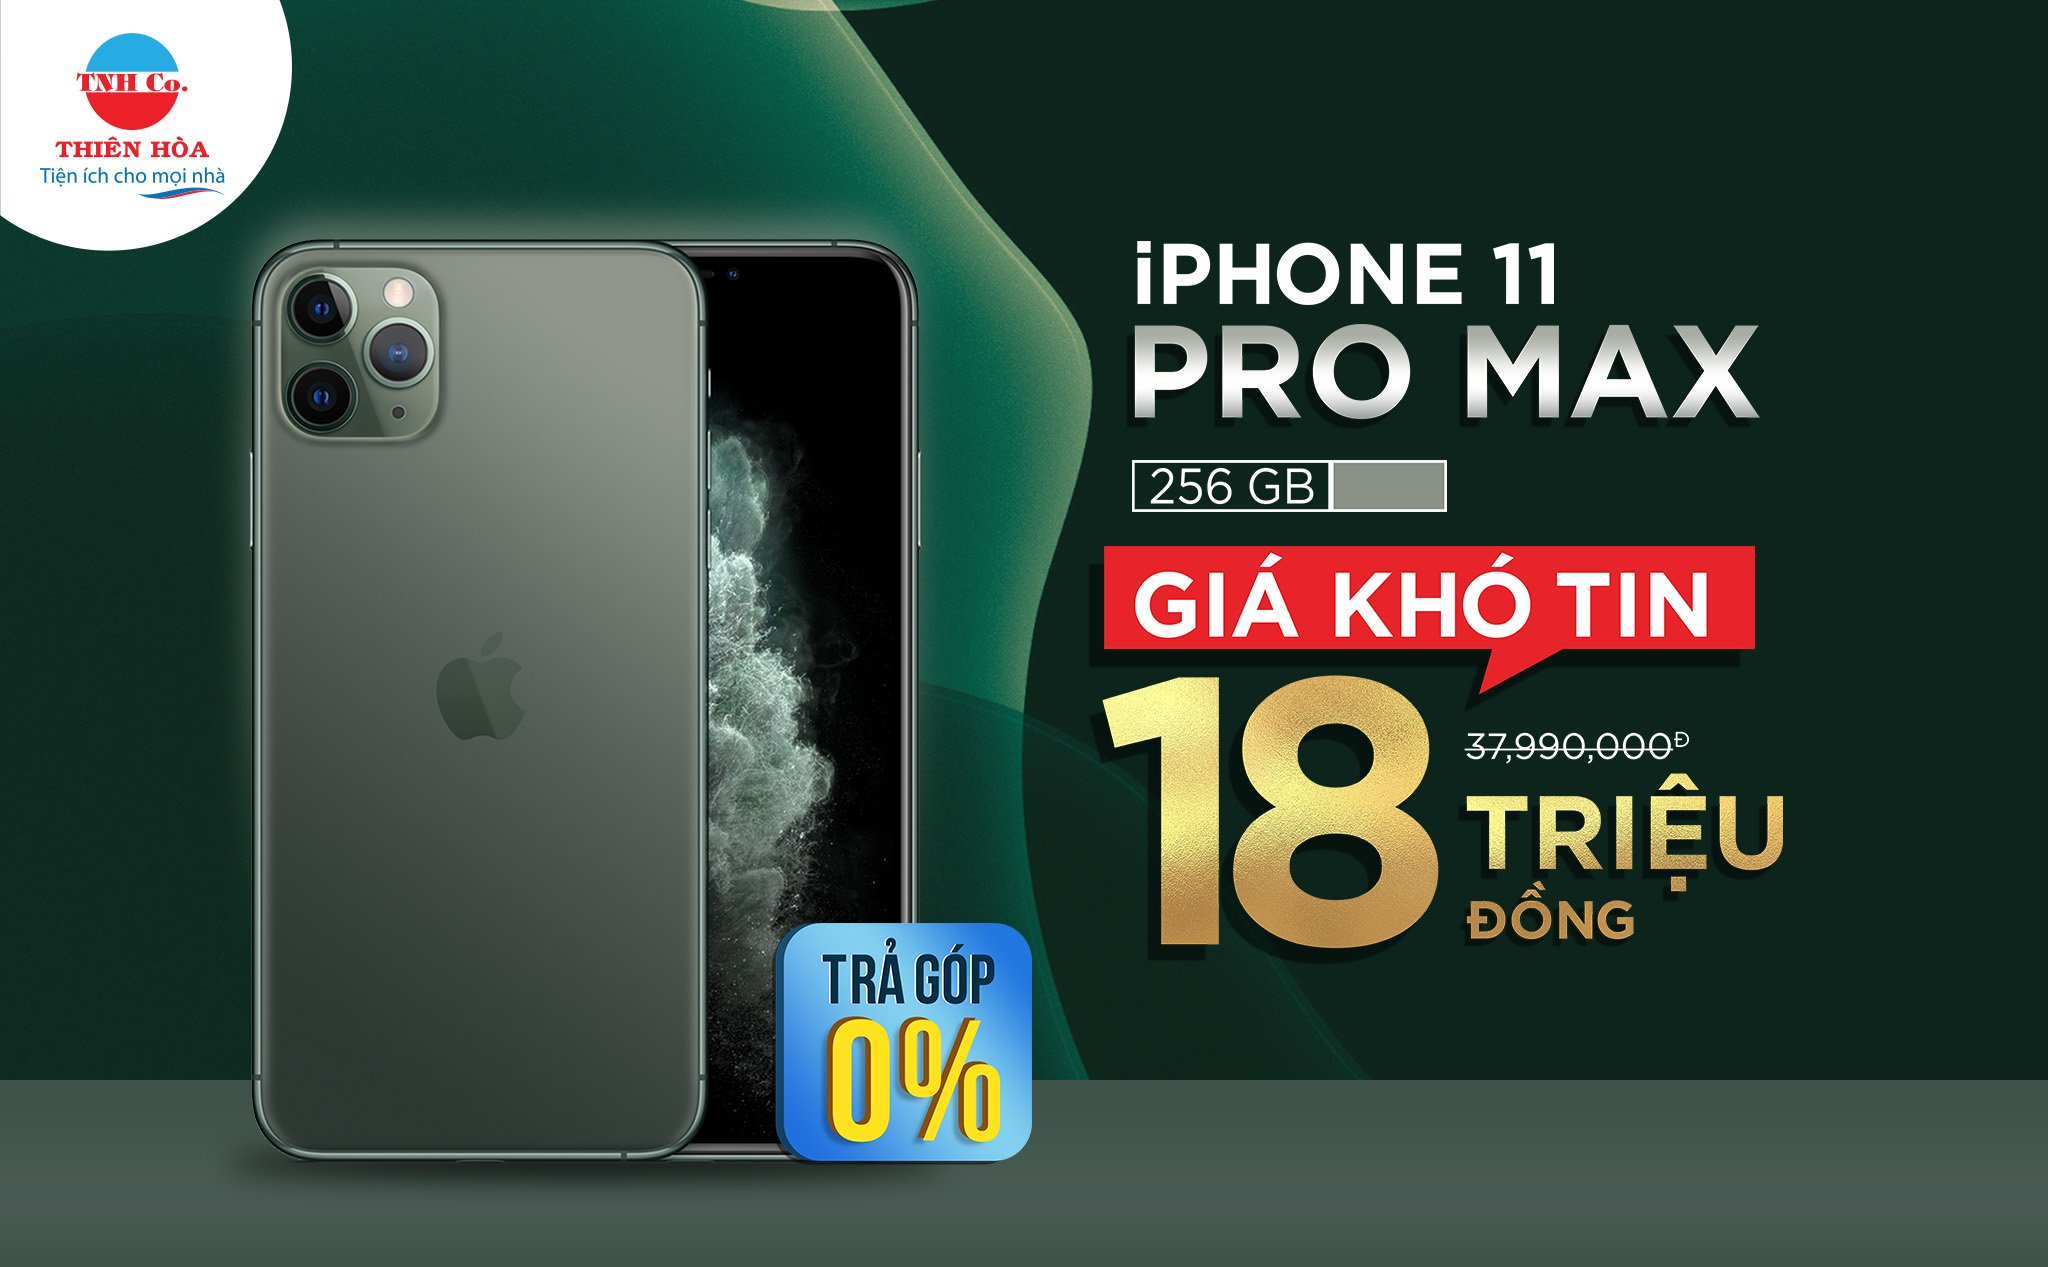 TNH Co.
THIÊN HÒA
Tiện ích cho mọi nhà
iPHONE 11
PRO MAX
256 GB
GIÁ KHÓ TIN
18
37,990,000Đ
TRIỆU
ĐỒNG
TRẢ GÓP
0%